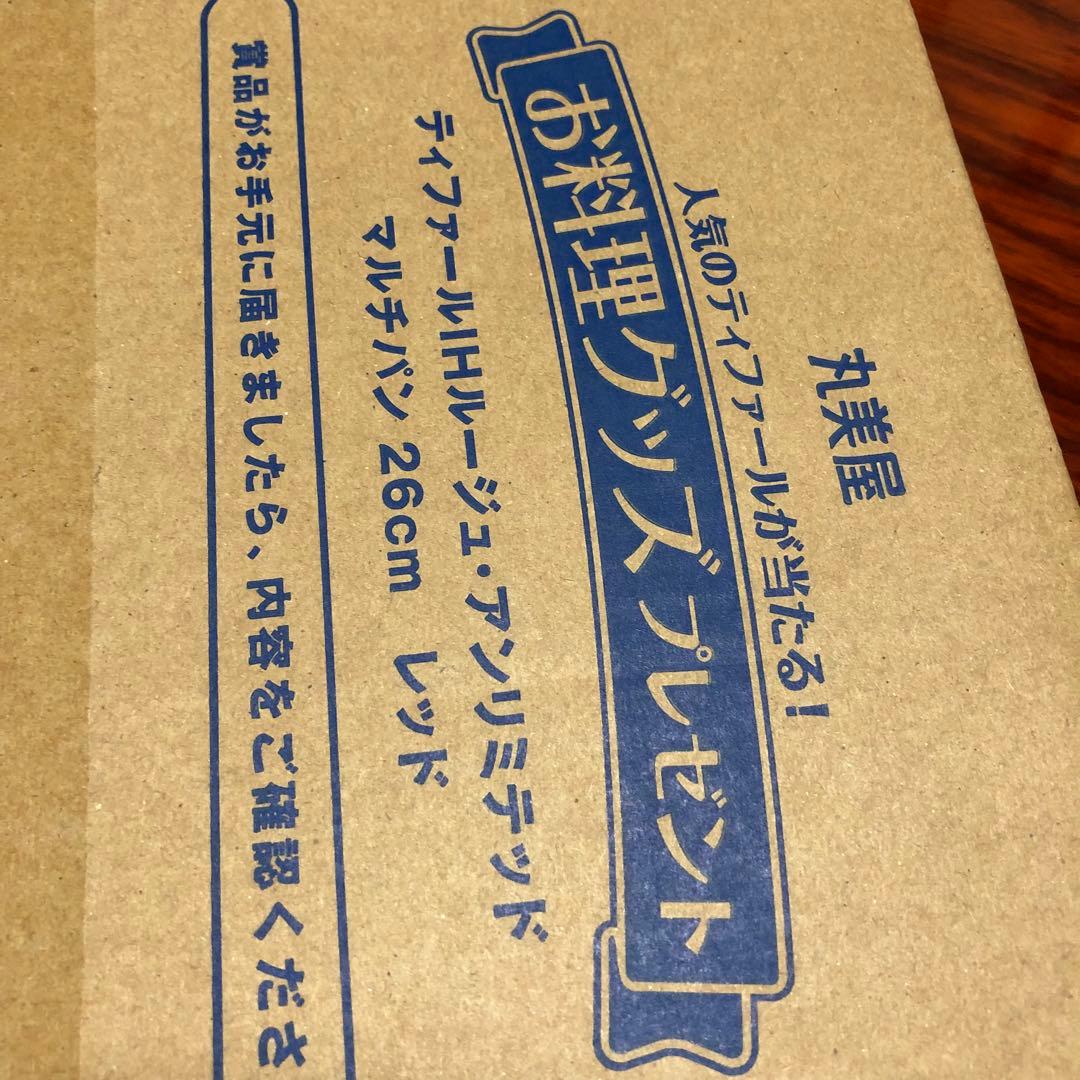 丸美屋
人気のティファールが当たる!
お料理グッズプレゼント
ティファールIHルージュ・アンリミテッド
マルチパン 26cm レッド
賞品がお手元に届きましたら、内容をご確認くださ